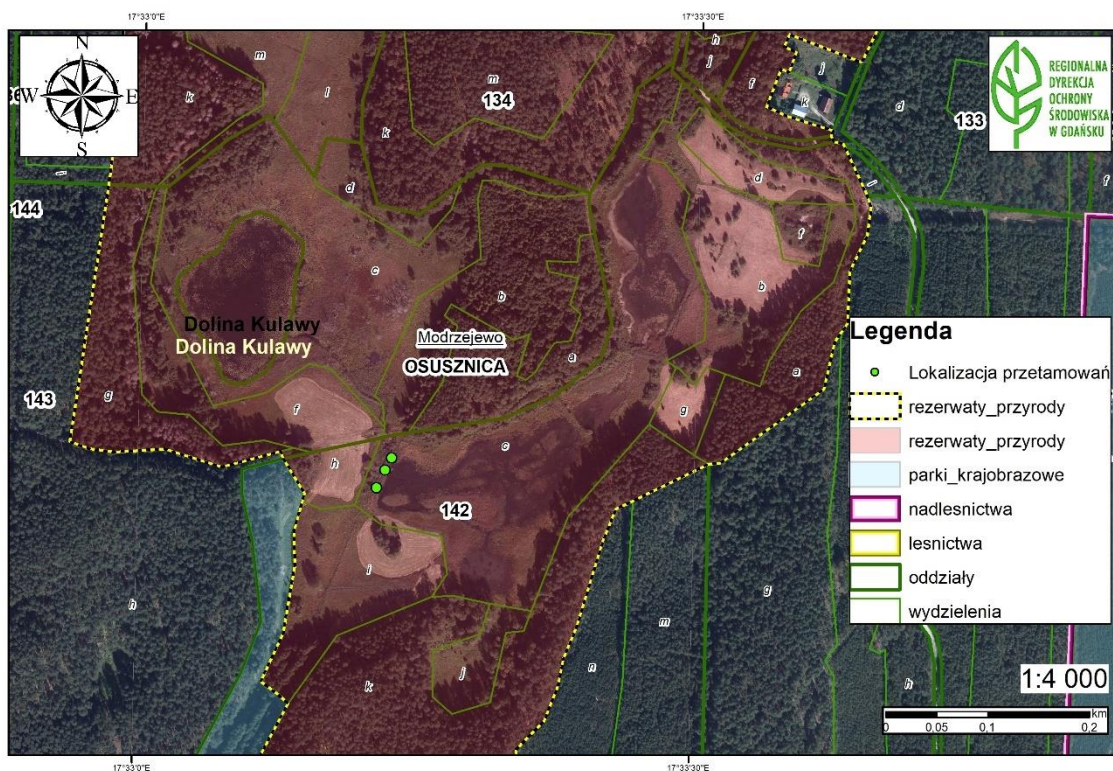 17°33'0"E
17°33'30"E
N
W
E
S
REGIONALNA
DYREKCJA
OCHRONY
ŚRODOWISKA
W GDAŃSKU
m
l
k
m
134
k
h
j
f
j
k
d
133
f
i
144
d
d
f
c
b
b
Dolina Kulawy
Dolina Kulawy
Modrzejewo
OSUSZNICA
a
a
143
g
f
g
h
c
142
i
h
k
j
n
m
g
h
Legenda
Lokalizacja przetamowań
rezerwaty_przyrody
rezerwaty_przyrody
parki_krajobrazowe
nadlesnictwa
lesnictwa
oddziały
wydzielenia
1:4 000
km
0 0,05 0,1 0,2
17°33'0"E
17°33'30"E